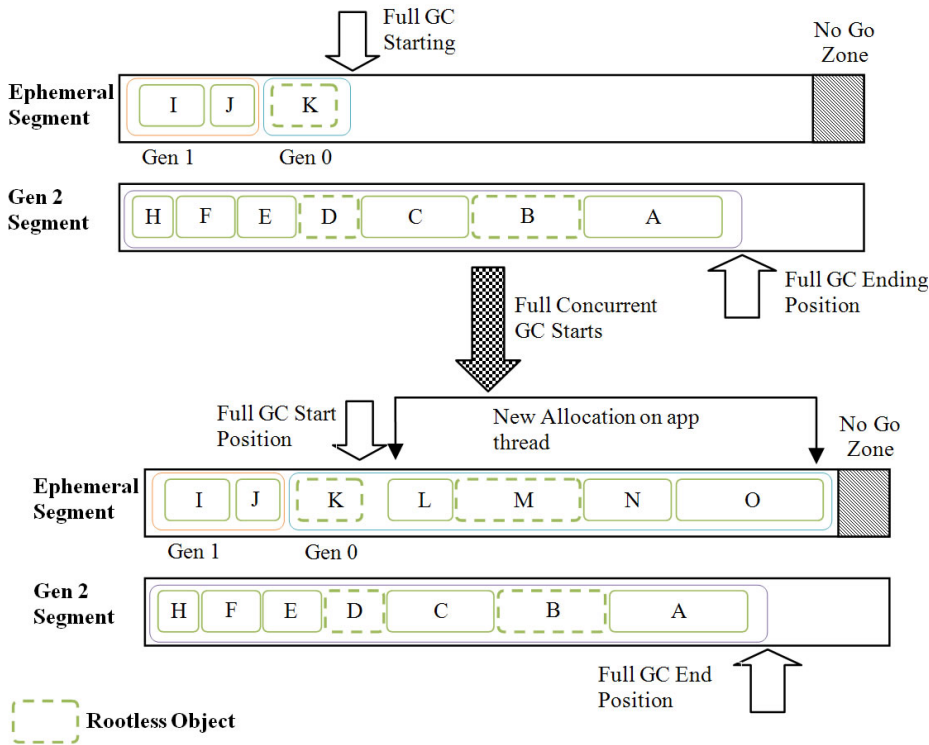 Full GC
Starting
No Go
Zone
Ephemeral
Segment
I J K
Gen 1 Gen 0
Gen 2
Segment
H F E D C B A
Full GC Ending
Position
Full Concurrent
GC Starts
Full GC Start
Position
New Allocation on app
thread
No Go
Zone
Ephemeral
Segment
I J K L M N O
Gen 1 Gen 0
Gen 2
Segment
H F E D C B A
Full GC End
Position
Rootless Object